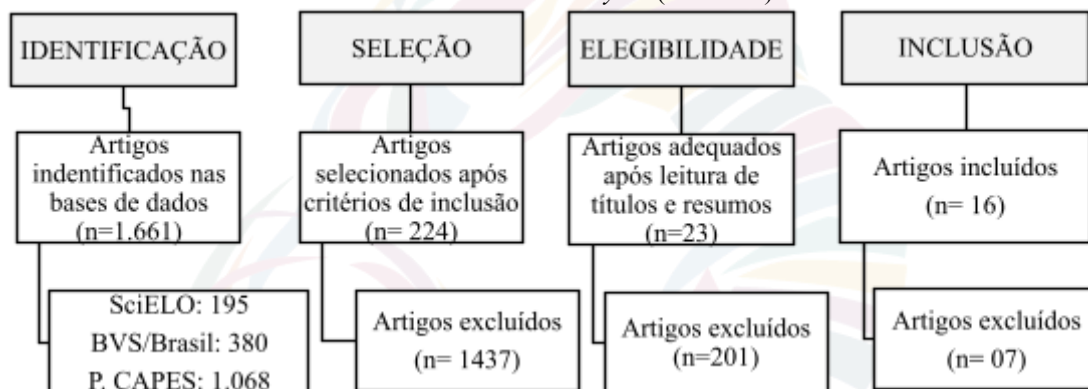 IDENTIFICAÇÃO
Artigos
indentificados nas
bases de dados
(n=1.661)
SciELO: 195
BVS/Brasil: 380
P. CAPES: 1.068
SELEÇÃO
Artigos
selecionados após
critérios de inclusão
(n= 224)
Artigos excluídos
(n= 1437)
ELEGIBILIDADE
Artigos adequados
após leitura de
títulos e resumos
(n=23)
Artigos excluídos
(n=201)
INCLUSÃO
Artigos incluídos
(n= 16)
Artigos excluídos
(n= 07)